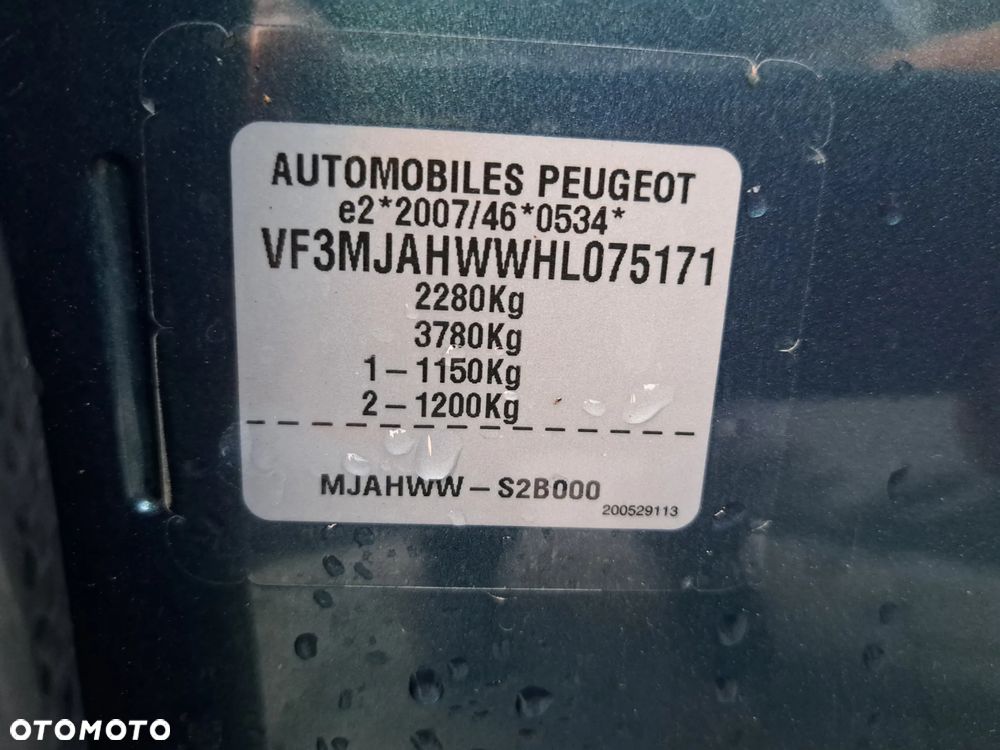 AUTOMOBILES PEUGEOT
e2*2007/46*0534*
VF3MJAHWWHL075171
2280Kg
3780Kg
1-1150Kg
2-1200Kg
MJAHWW-S2B000
200529113
OTOMOTO